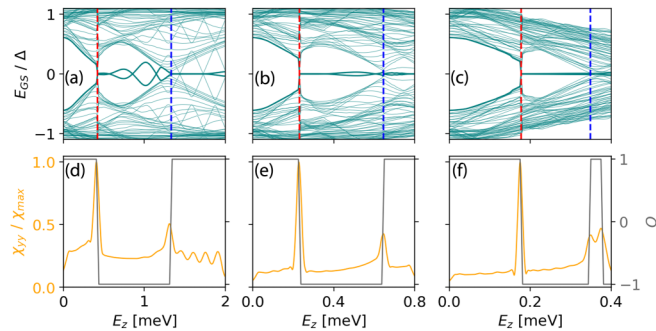 1
0
−1
E_GS / Δ
(a)
(b)
(c)
1.0
0.5
0.0
χ_yy / χ_max
(d)
(e)
(f)
1
0
−1
Q
0 1 2
0.0 0.4 0.8
0.0 0.2 0.4
E_z [meV]
E_z [meV]
E_z [meV]